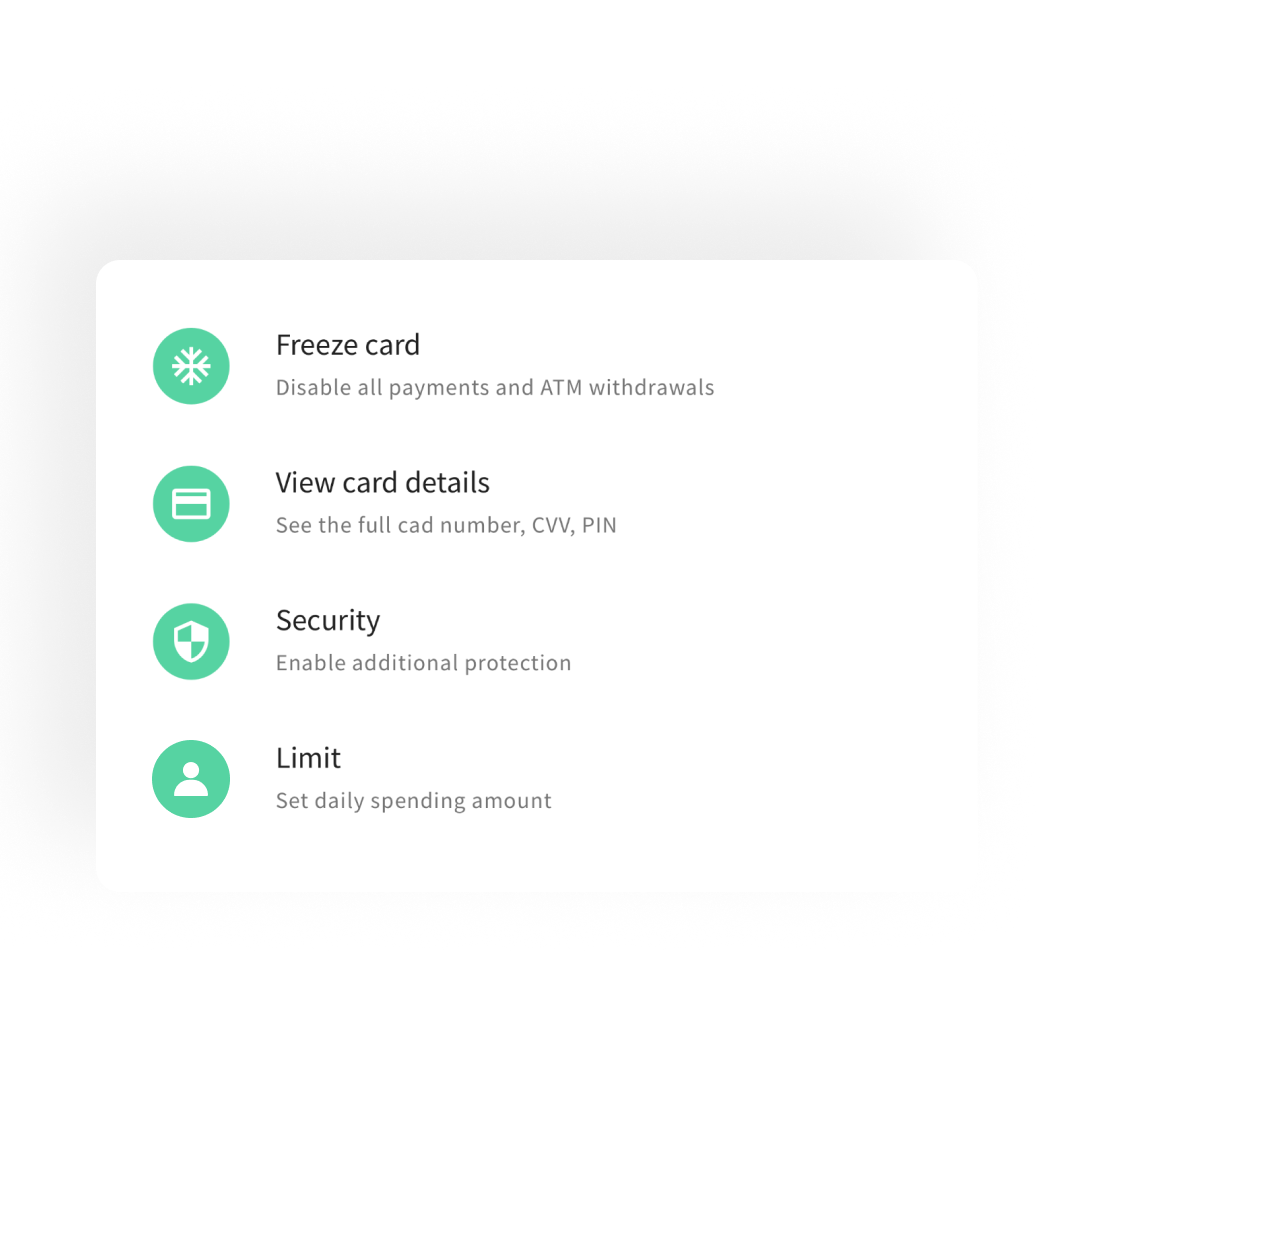 Freeze card
Disable all payments and ATM withdrawals
View card details
See the full cad number, CVV, PIN
Security
Enable additional protection
Limit
Set daily spending amount